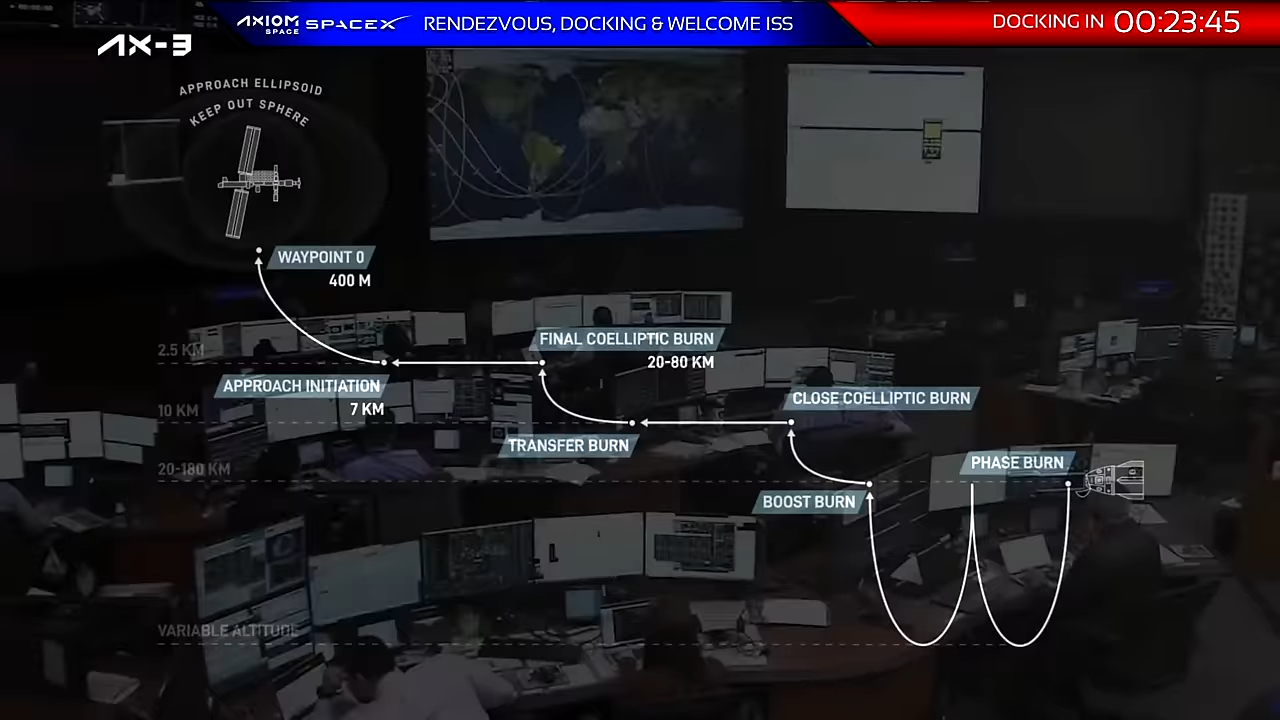 AXIOM SPACE SPACEX RENDEZVOUS, DOCKING & WELCOME ISS DOCKING IN 00:23:45
AX-3
APPROACH ELLIPSOID
KEEP OUT SPHERE
WAYPOINT 0
400 M
FINAL COELLIPTIC BURN
20-80 KM
2.5 KM
APPROACH INITIATION
7 KM
CLOSE COELLIPTIC BURN
10 KM
TRANSFER BURN
PHASE BURN
20-180 KM
BOOST BURN
VARIABLE ALTITUDE